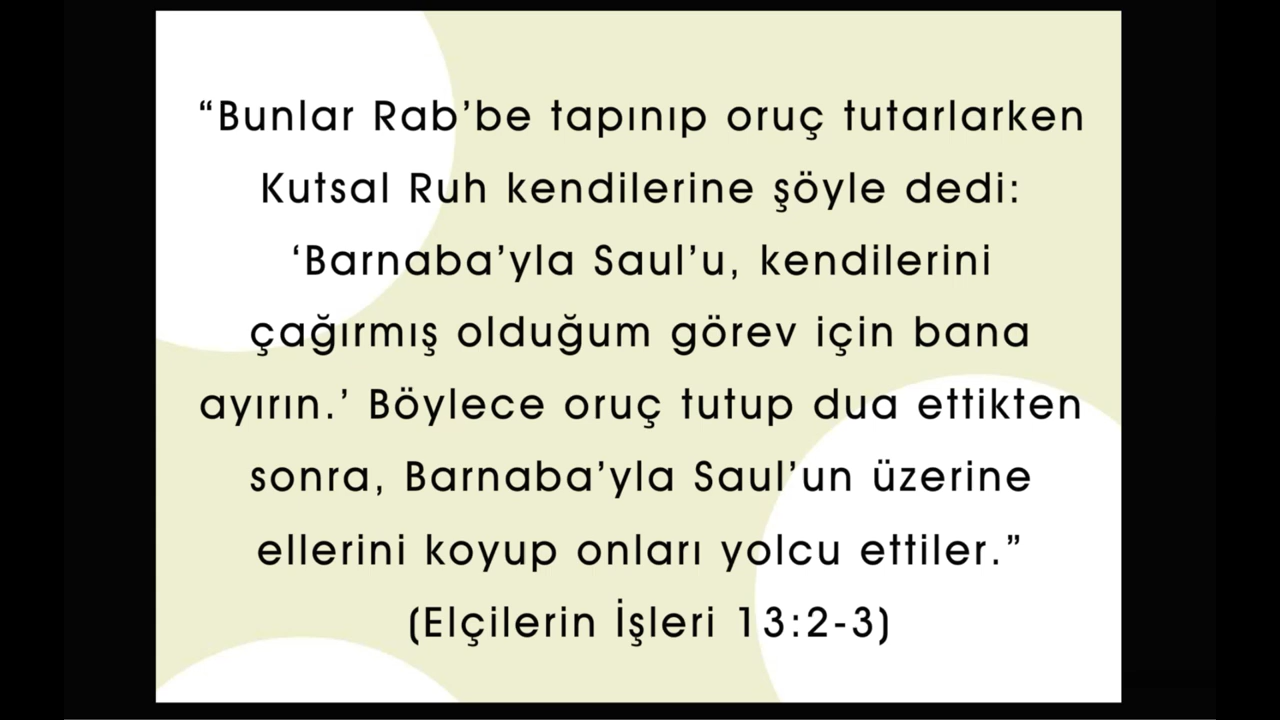 “Bunlar Rab’be tapınıp oruç tutarlarken
Kutsal Ruh kendilerine şöyle dedi:
‘Barnaba’yla Saul’u, kendilerini
çağırmış olduğum görev için bana
ayırın.’ Böylece oruç tutup dua ettikten
sonra, Barnaba’yla Saul’un üzerine
ellerini koyup onları yolcu ettiler.”
(Elçilerin İşleri 13:2-3)